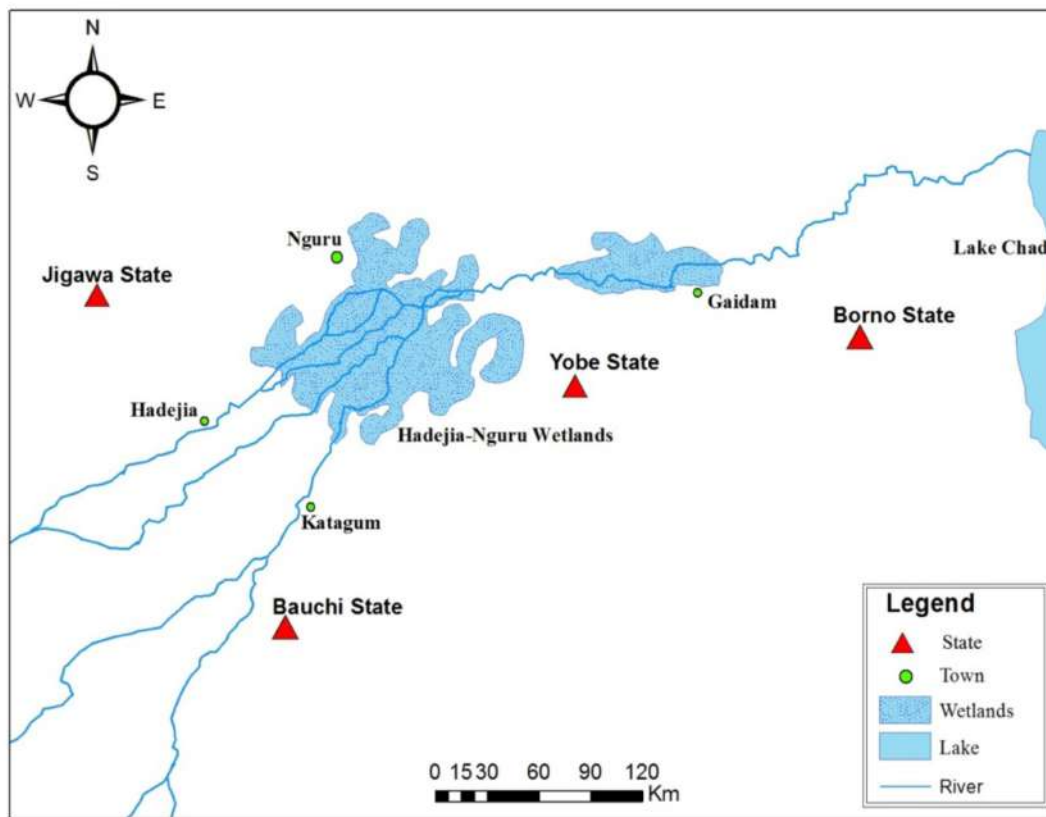 N
W E
S
Nguru
Lake Chad
Jigawa State
Gaidam
Borno State
Yobe State
Hadejia
Hadejia-Nguru Wetlands
Katagum
Bauchi State
Legend
State
Town
Wetlands
Lake
River
0 15 30 60 90 120
Km